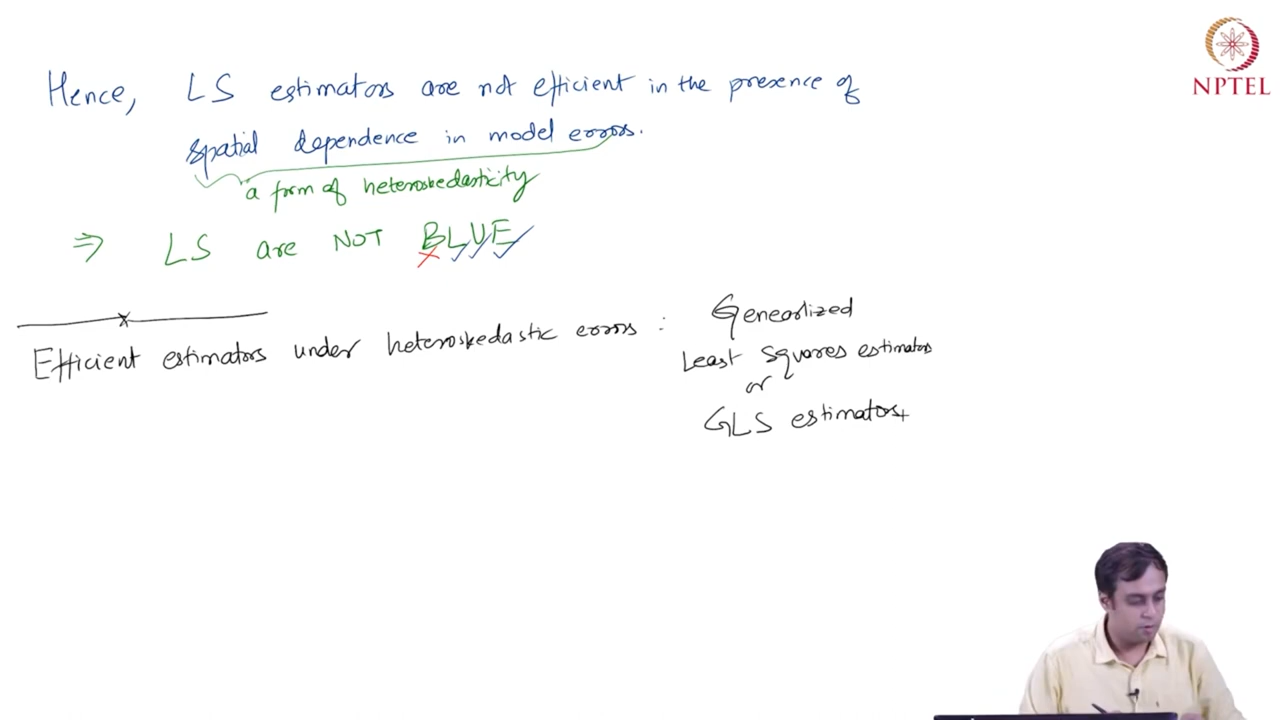 Hence, LS estimators are not efficient in the presence of
spatial dependence in model errors.
a form of heteroskedasticity
⇒ LS are NOT BLUE
Efficient estimators under heteroskedastic errors : Genearlized
Least Squares estimators
or
GLS estimators
NPTEL